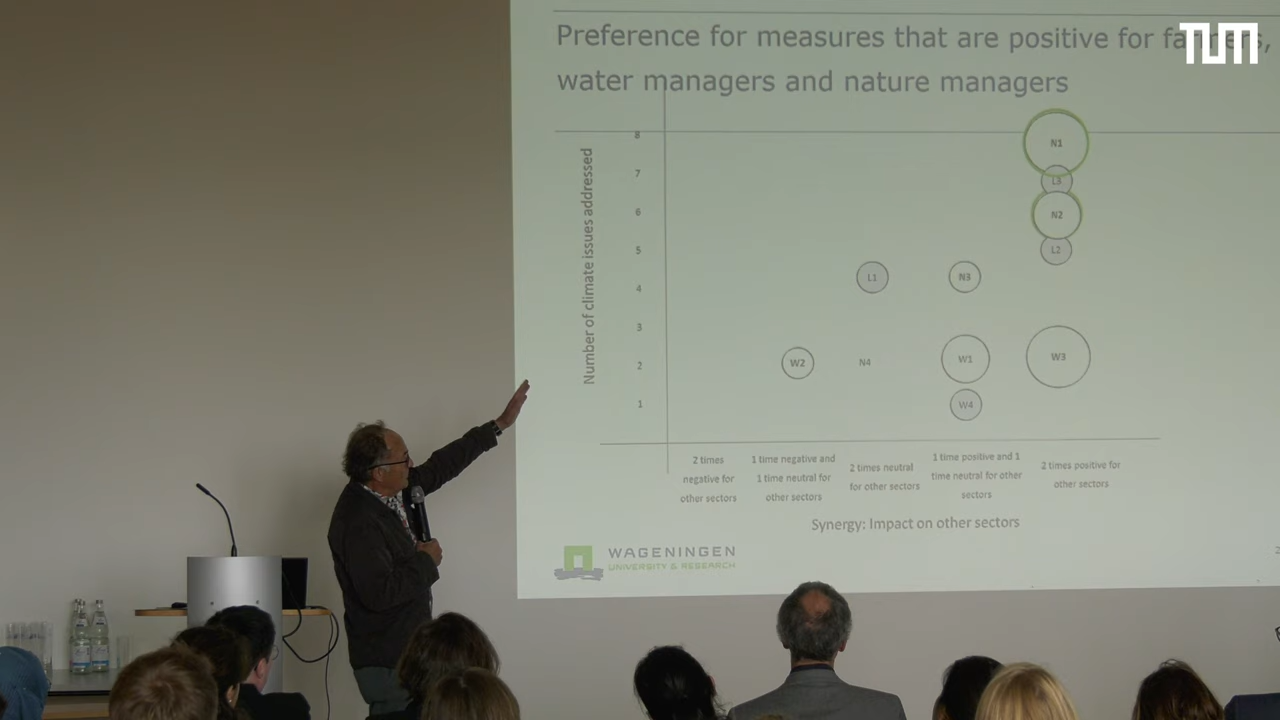 Preference for measures that are positive for farmers,
TUM
water managers and nature managers
Number of climate issues addressed
8
7
6
5
4
3
2
1
N1
L3
N2
L2
L1
N3
W2
N4
W1
W3
W4
2 times
negative for
other sectors
1 time negative and
1 time neutral for
other sectors
2 times neutral
for other sectors
1 time positive and 1
time neutral for other
sectors
2 times positive for
other sectors
Synergy: Impact on other sectors
WAGENINGEN
UNIVERSITY & RESEARCH